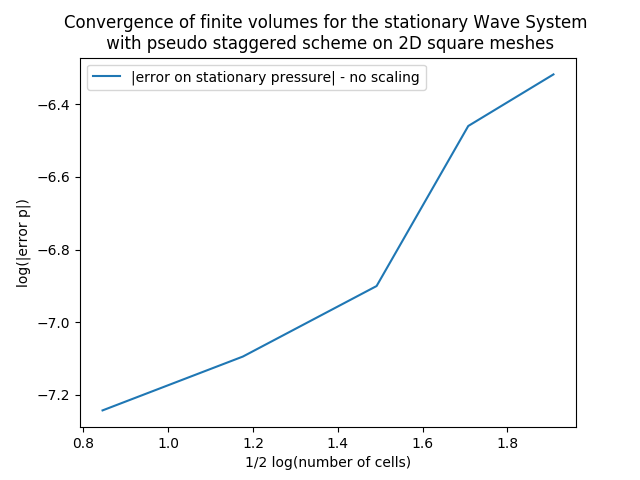 Convergence of finite volumes for the stationary Wave System
with pseudo staggered scheme on 2D square meshes
|error on stationary pressure| - no scaling
log(|error p|)
−6.4
−6.6
−6.8
−7.0
−7.2
0.8 1.0 1.2 1.4 1.6 1.8
1/2 log(number of cells)